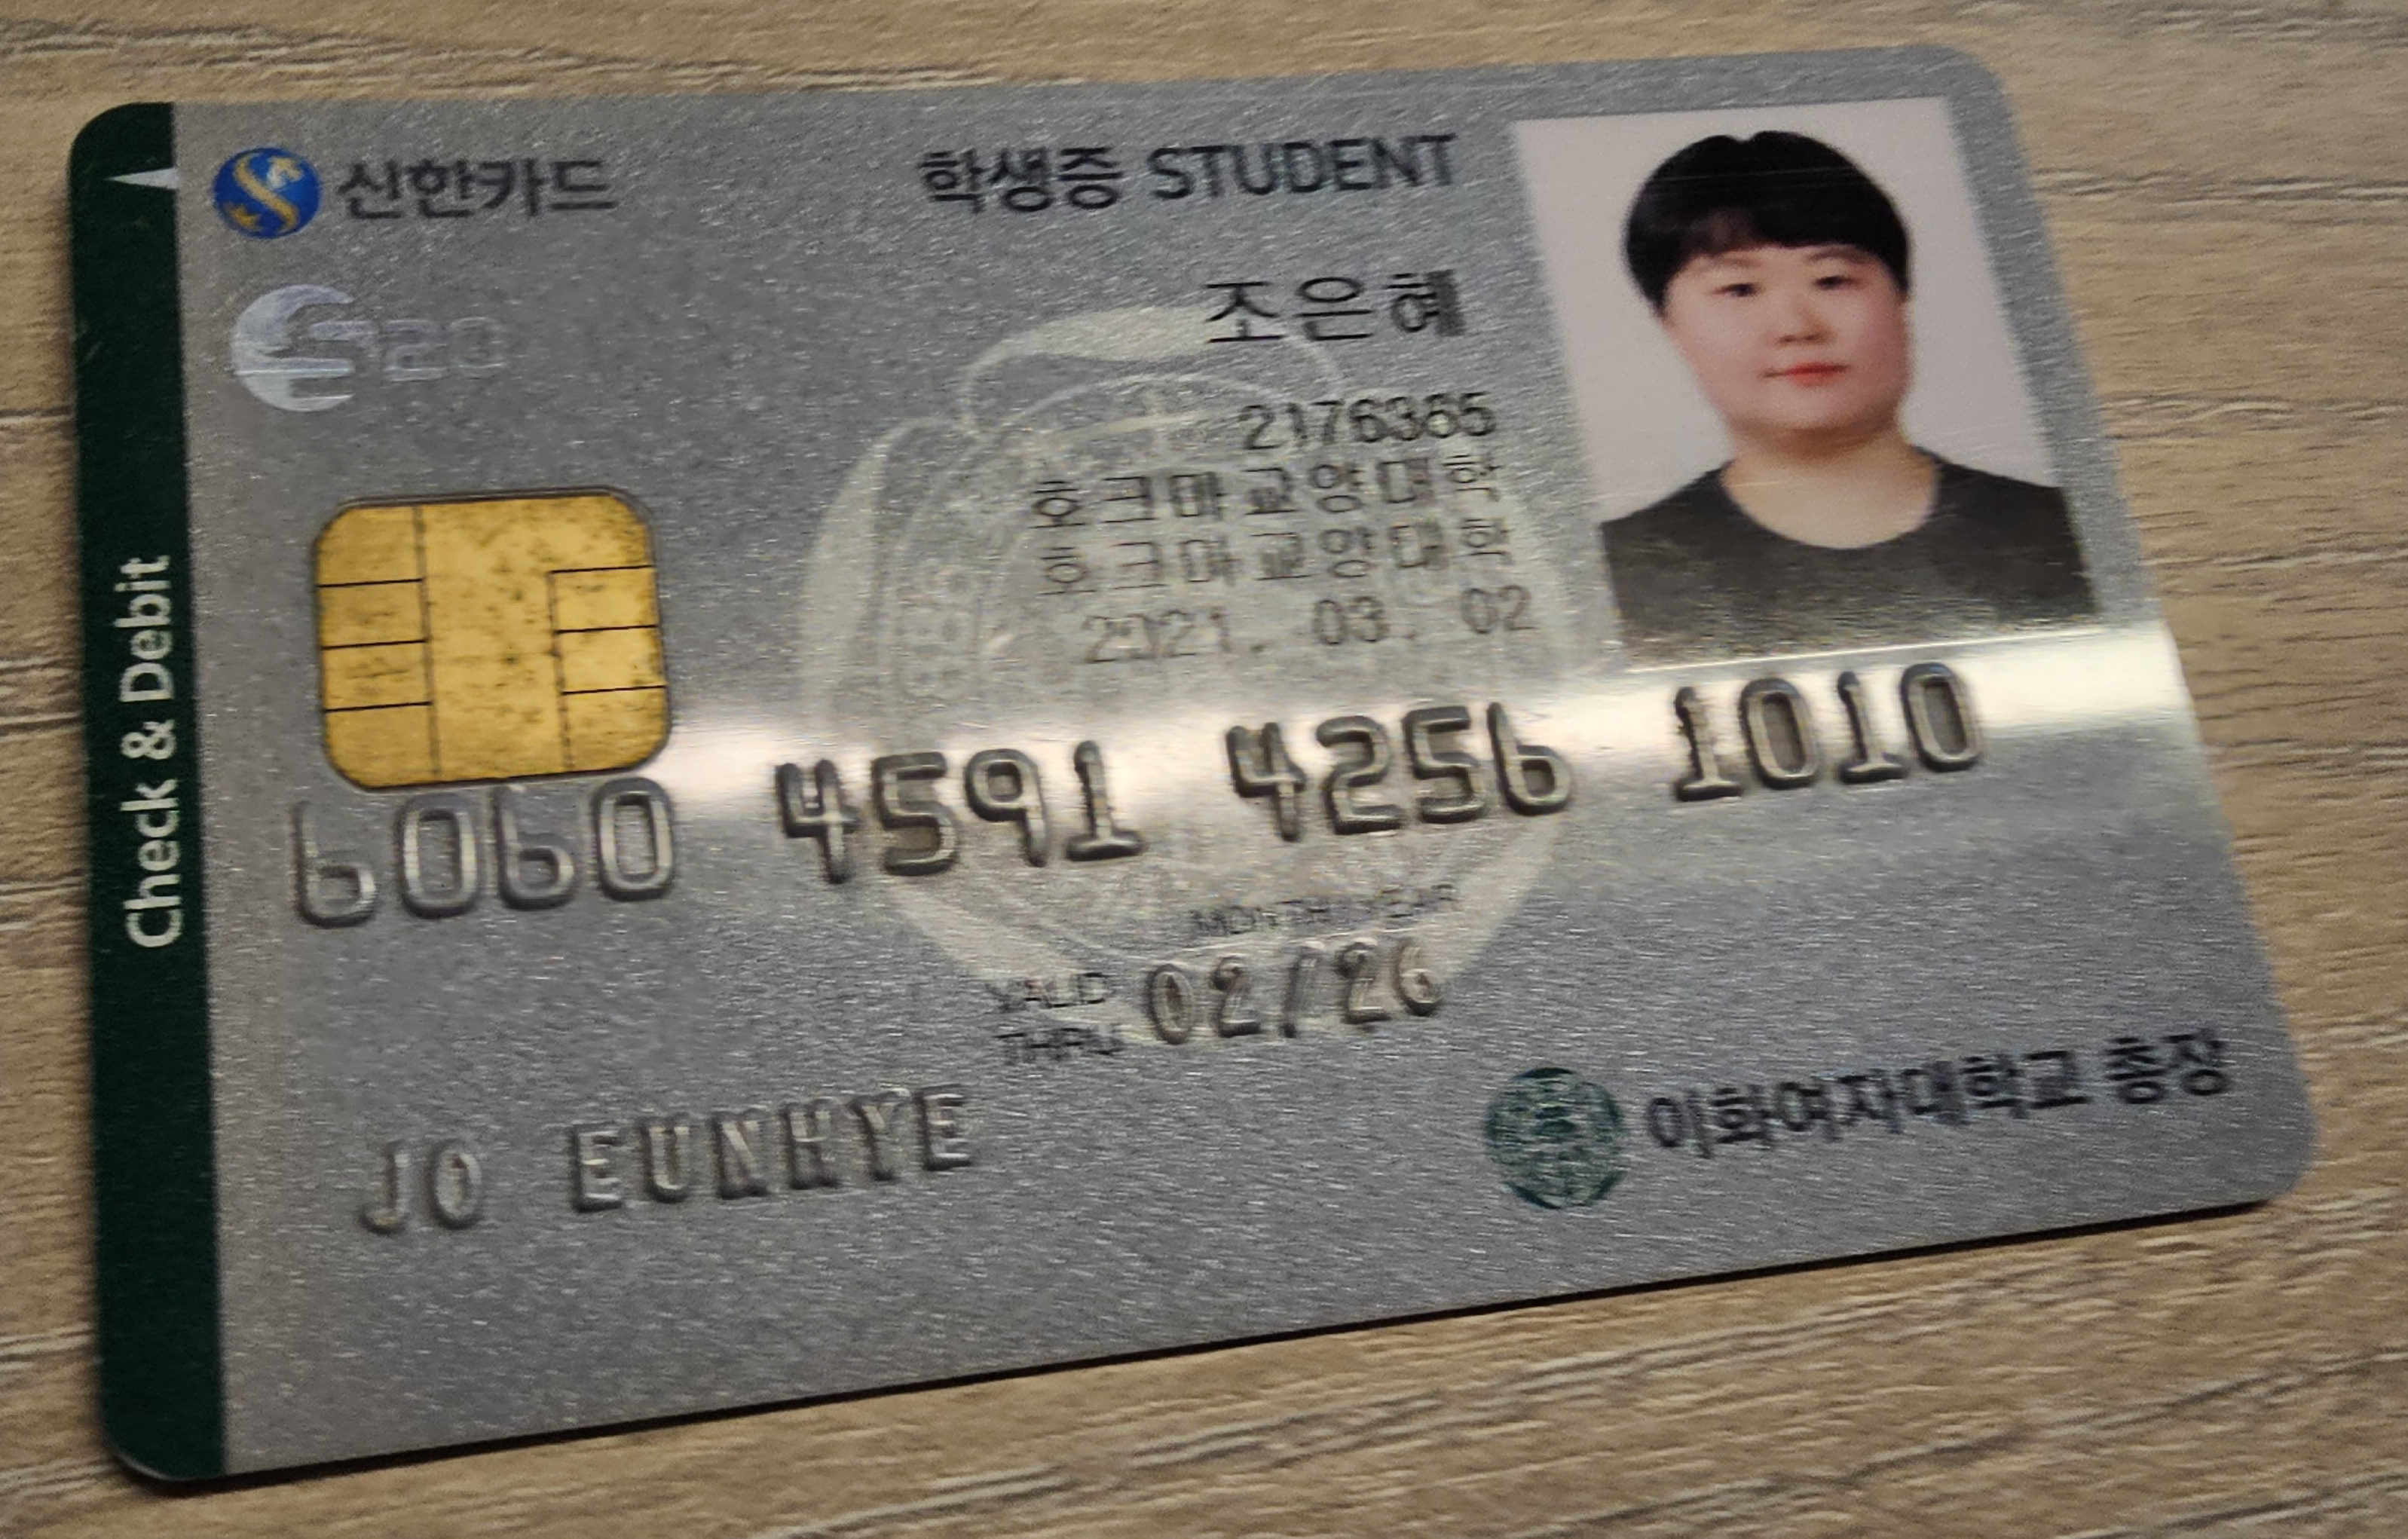 Check & Debit
신한카드
학생증 STUDENT
조은혜
호크마교양대학
호크마교양대학
2021. 03. 02
6060 4591 4256 1010
MONTH/YEAR
VALID THRU 02/26
JO EUNHYE
이화여자대학교 총장